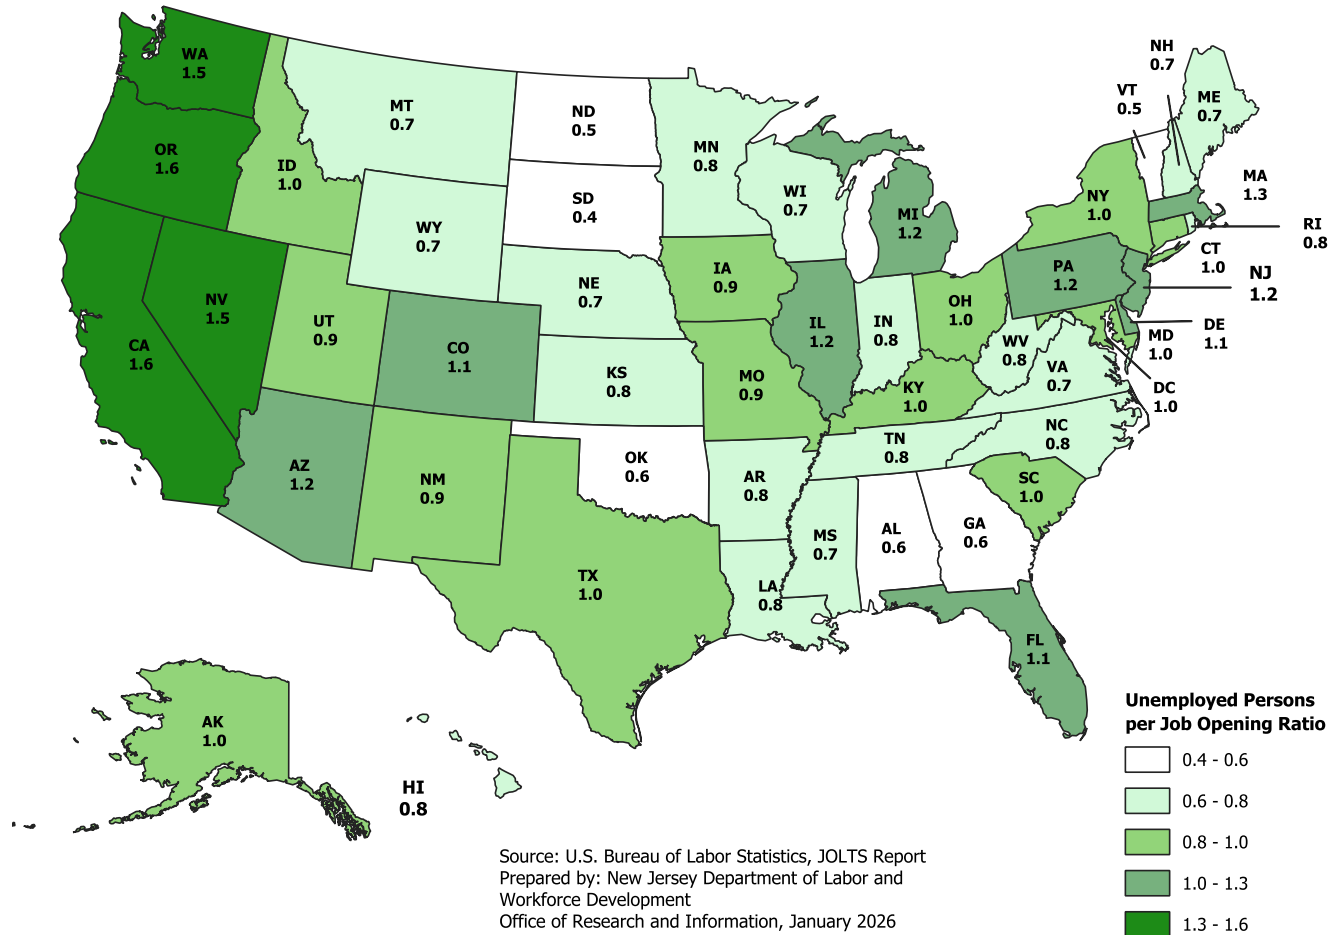 WA
1.5
OR
1.6
CA
1.6
NV
1.5
ID
1.0
MT
0.7
WY
0.7
UT
0.9
CO
1.1
AZ
1.2
NM
0.9
ND
0.5
SD
0.4
NE
0.7
KS
0.8
OK
0.6
TX
1.0
MN
0.8
IA
0.9
MO
0.9
AR
0.8
LA
0.8
WI
0.7
IL
1.2
MI
1.2
IN
0.8
OH
1.0
KY
1.0
TN
0.8
MS
0.7
AL
0.6
GA
0.6
FL
1.1
SC
1.0
NC
0.8
VA
0.7
WV
0.8
PA
1.2
NY
1.0
VT
0.5
NH
0.7
ME
0.7
MA
1.3
RI
0.8
CT
1.0
NJ
1.2
DE
1.1
MD
1.0
DC
1.0
AK
1.0
HI
0.8
Unemployed Persons
per Job Opening Ratio
0.4 - 0.6
0.6 - 0.8
0.8 - 1.0
1.0 - 1.3
1.3 - 1.6
Source: U.S. Bureau of Labor Statistics, JOLTS Report
Prepared by: New Jersey Department of Labor and
Workforce Development
Office of Research and Information, January 2026